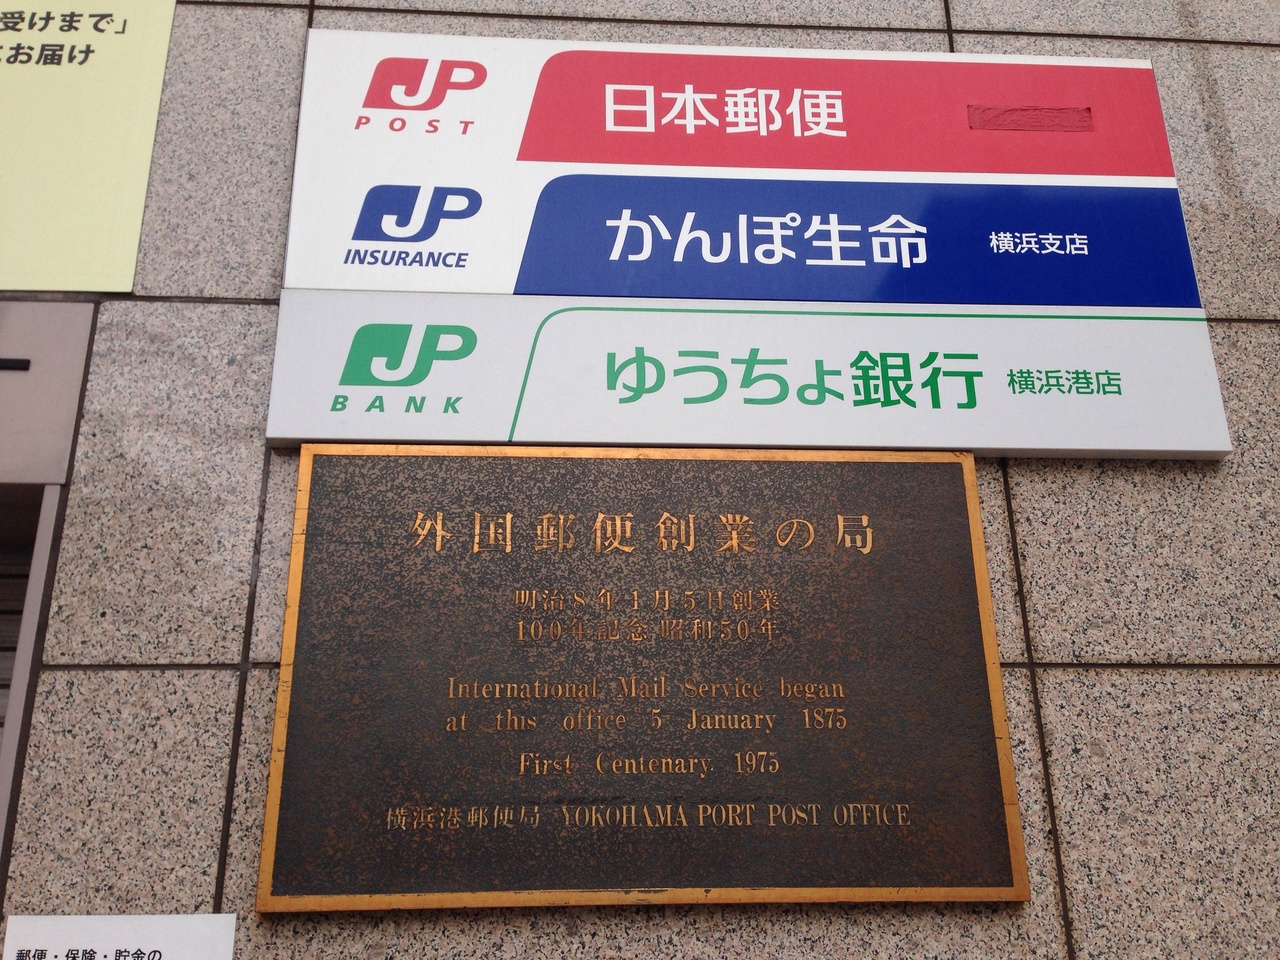 受けまで」
にお届け
JP
POST
日本郵便
JP
INSURANCE
かんぽ生命 横浜支店
JP
BANK
ゆうちょ銀行 横浜港店
外国郵便創業の局
明治8年1月5日創業
100年記念 昭和50年
International Mail Service began
at this office 5 January 1875
First Centenary. 1975
横浜港郵便局 YOKOHAMA PORT POST OFFICE
郵便・保険・貯金の